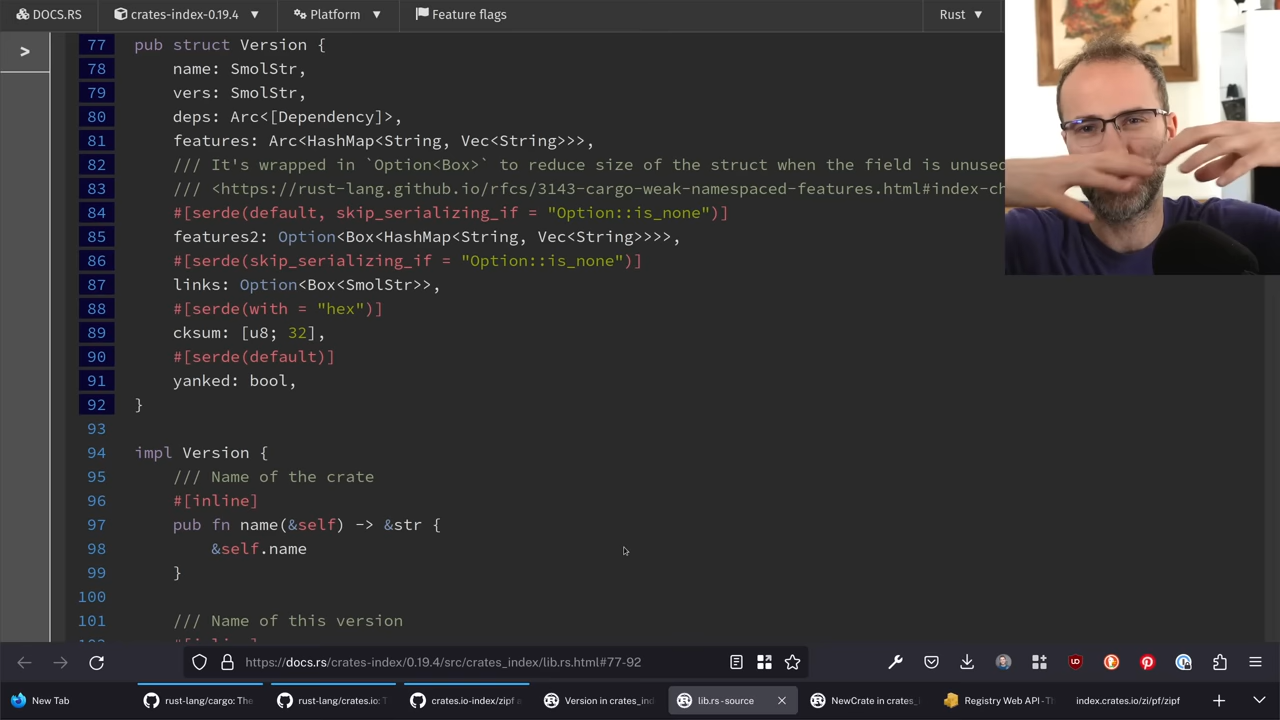 DOCS.RS crates-index-0.19.4 Platform Feature flags Rust
>
77 pub struct Version {
78 name: SmolStr,
79 vers: SmolStr,
80 deps: Arc<[Dependency]>,
81 features: Arc<HashMap<String, Vec<String>>>,
82 /// It's wrapped in `Option<Box>` to reduce size of the struct when the field is unused
83 /// <https://rust-lang.github.io/rfcs/3143-cargo-weak-namespaced-features.html#index-ch
84 #[serde(default, skip_serializing_if = "Option::is_none")]
85 features2: Option<Box<HashMap<String, Vec<String>>>>,
86 #[serde(skip_serializing_if = "Option::is_none")]
87 links: Option<Box<SmolStr>>,
88 #[serde(with = "hex")]
89 cksum: [u8; 32],
90 #[serde(default)]
91 yanked: bool,
92 }
93
94 impl Version {
95 /// Name of the crate
96 #[inline]
97 pub fn name(&self) -> &str {
98 &self.name
99 }
100
101 /// Name of this version
https://docs.rs/crates-index/0.19.4/src/crates_index/lib.rs.html#77-92
New Tab rust-lang/cargo: The rust-lang/crates.io: T crates.io-index/zipf a Version in crates_ind lib.rs - source NewCrate in crates_i Registry Web API - Th index.crates.io/zi/pf/zipf